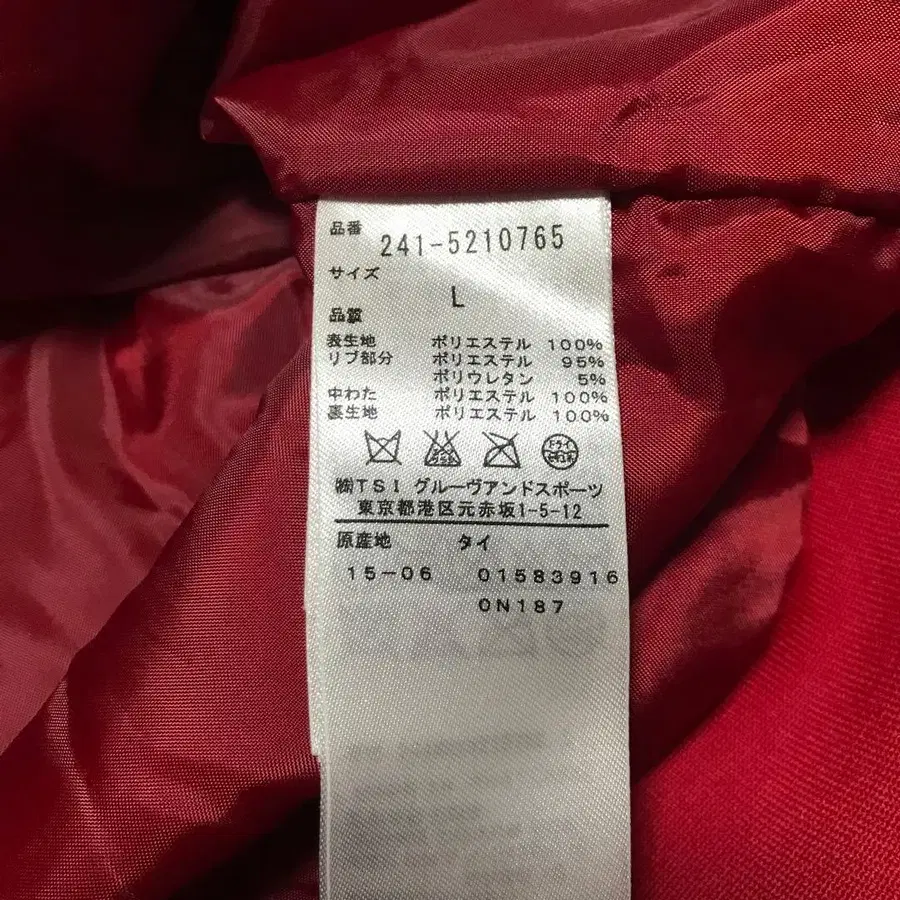 品番
241-5210765
サイズ
L
品質
表生地 ポリエステル 100%
リブ部分 ポリエステル 95%
ポリウレタン 5%
中わた ポリエステル 100%
裏生地 ポリエステル 100%
㈱TSI グルーヴアンドスポーツ
東京都港区元赤坂1-5-12
原産地 タイ
15-06 01583916
0N187